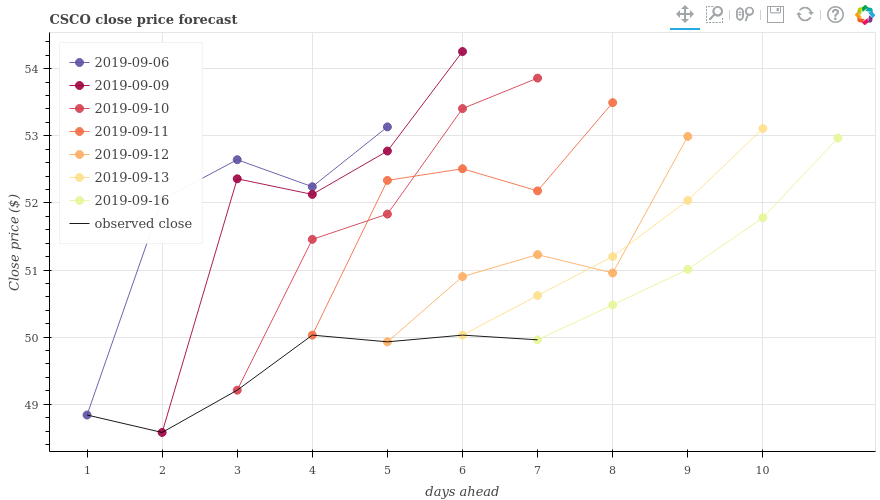 CSCO close price forecast
2019-09-06
2019-09-09
2019-09-10
2019-09-11
2019-09-12
2019-09-13
2019-09-16
observed close
Close price ($)
54
53
52
51
50
49
1 2 3 4 5 6 7 8 9 10
days ahead